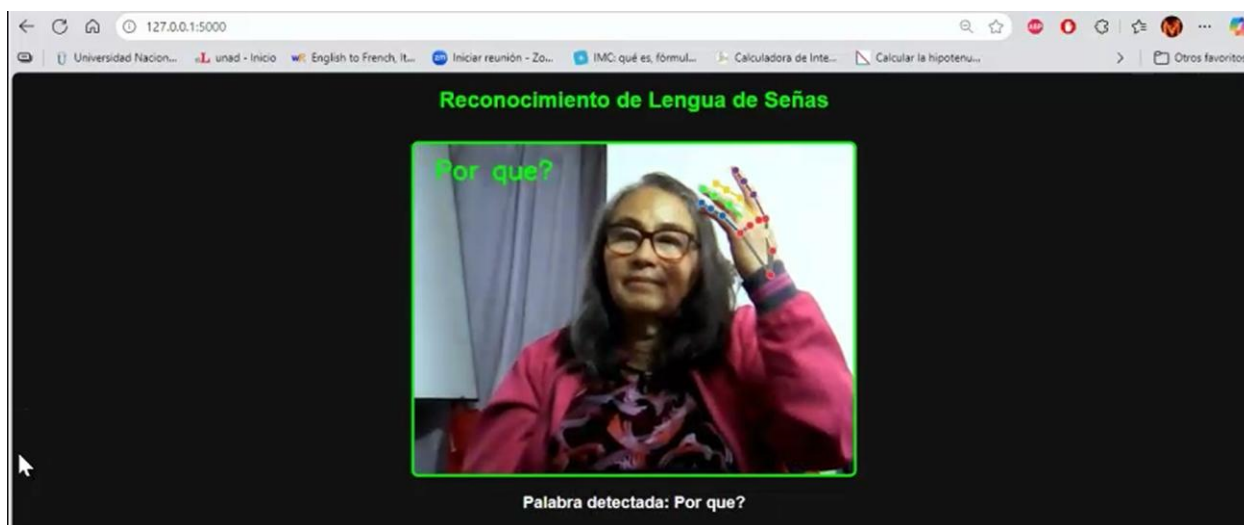 127.0.0.1:5000
Universidad Nacion... unad - Inicio English to French, It... Iniciar reunión - Zo... IMC: qué es, fórmul... Calculadora de Inte... Calcular la hipotenu... Otros favoritos
Reconocimiento de Lengua de Señas
Por que?
Palabra detectada: Por que?